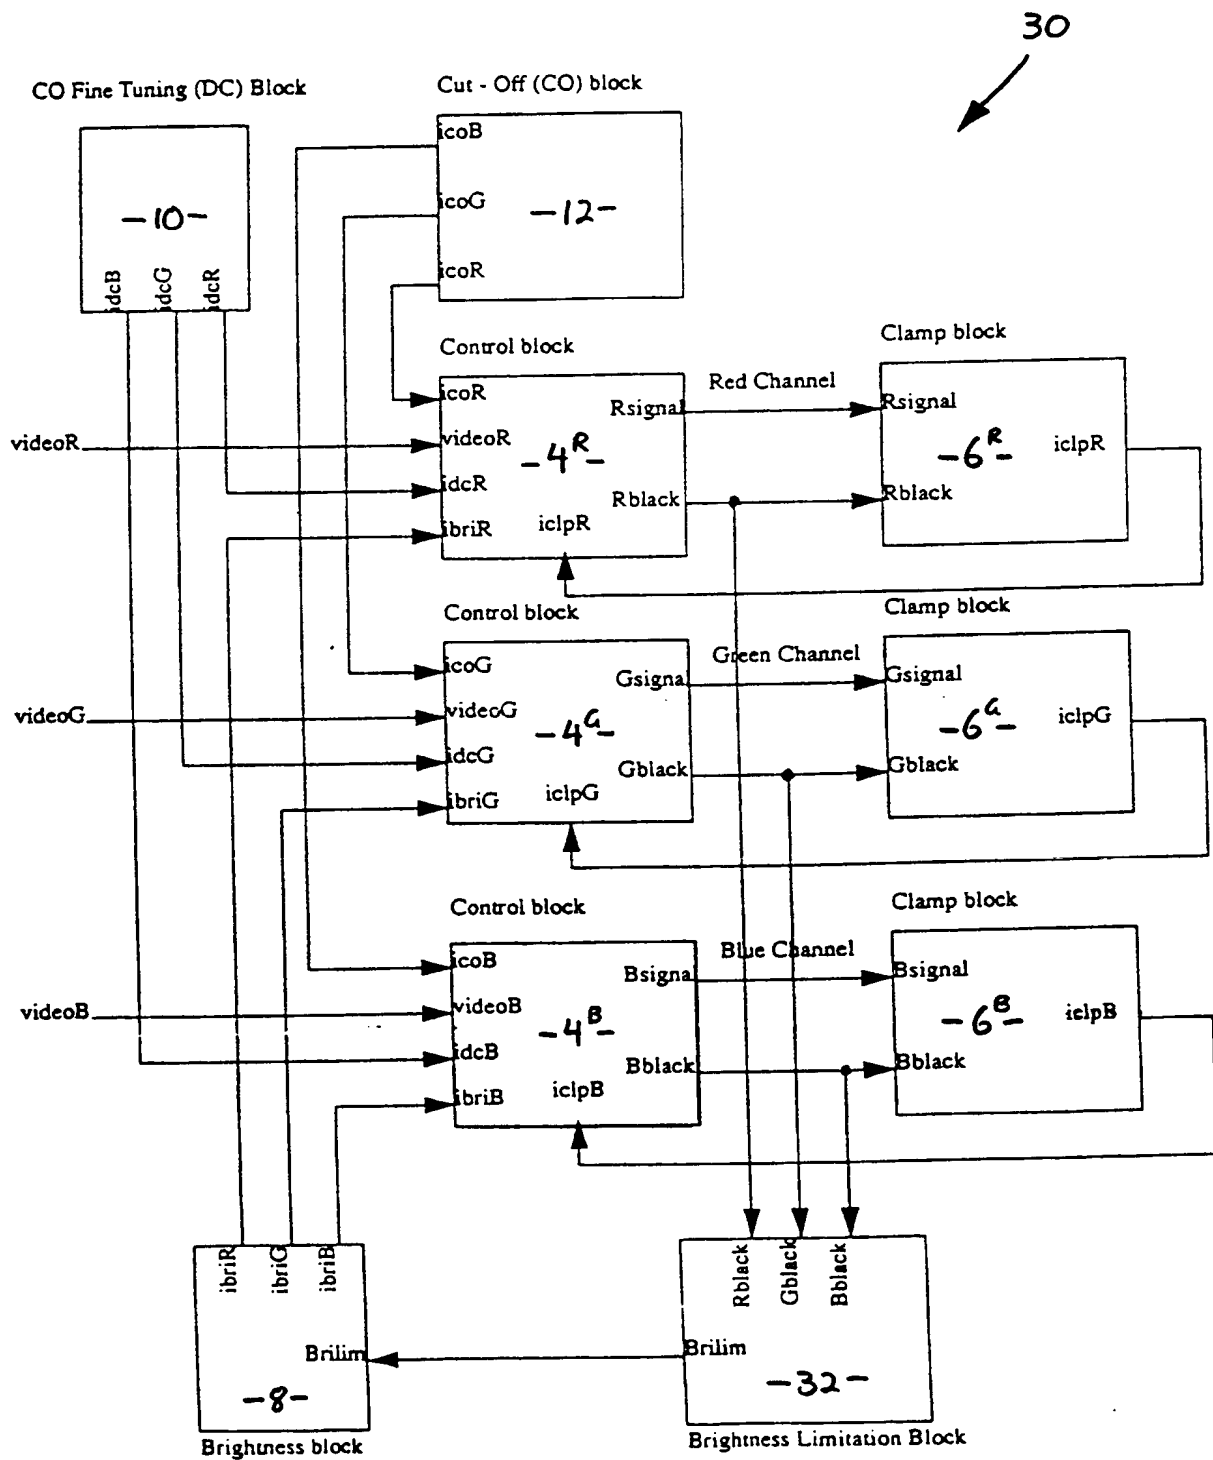 30
CO Fine Tuning (DC) Block
Cut - Off (CO) block
icoB
icoG
icoR
-12-
-10-
idcB
idcG
idcR
Control block
icoR
videoR
idcR
ibriR
-4R-
iclpR
Rsignal
Rblack
Red Channel
Clamp block
Rsignal
Rblack
-6R-
iclpR
videoR
Control block
icoG
videoG
idcG
ibriG
-4G-
iclpG
Gsigna
Gblack
Green Channel
Clamp block
Gsignal
Gblack
-6G-
iclpG
videoG
Control block
icoB
videoB
idcB
ibriB
-4B-
iclpB
Bsigna
Bblack
Blue Channel
Clamp block
Bsignal
Bblack
-6B-
ielpB
videoB
ibriR
ibriG
ibriB
Brilim
-8-
Brightness block
Rblack
Gblack
Bblack
Brilim
-32-
Brightness Limitation Block